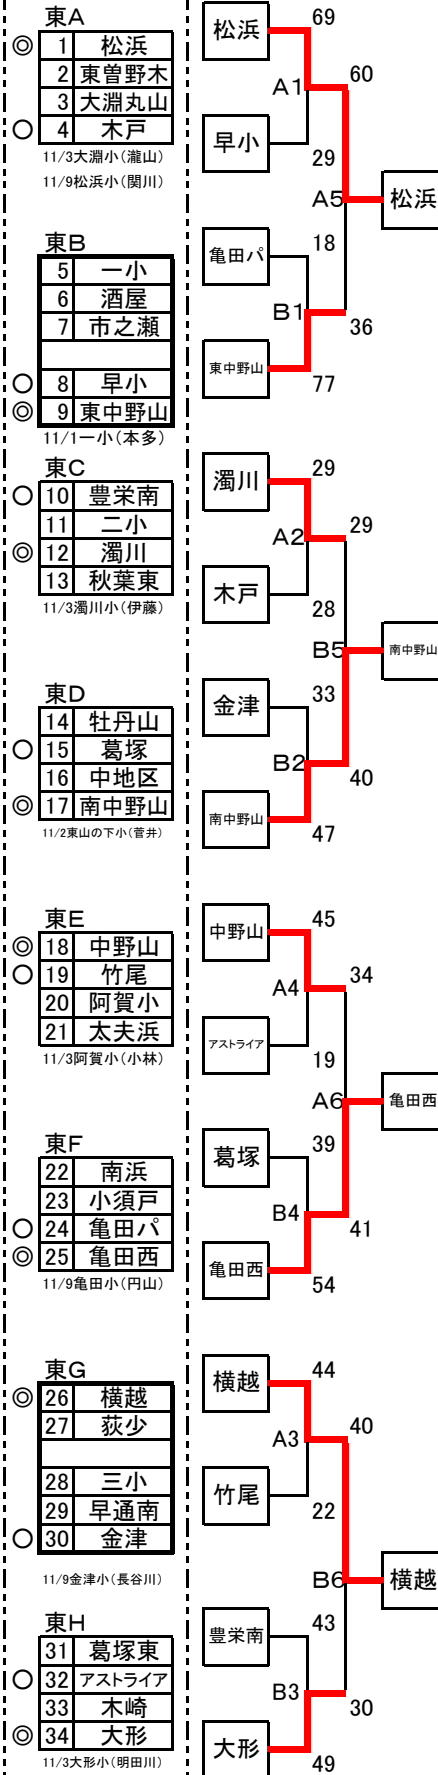 東A
◎ 1 松浜
2 東曽野木
3 大淵丸山
○ 4 木戸
11/3大淵小(瀧山)
11/9松浜小(関川)
東B
5 一小
6 酒屋
7 市之瀬
○ 8 早小
◎ 9 東中野山
11/1一小(本多)
東C
○ 10 豊栄南
11 二小
◎ 12 濁川
13 秋葉東
11/3濁川小(伊藤)
東D
14 牡丹山
○ 15 葛塚
16 中地区
◎ 17 南中野山
11/2東山の下小(菅井)
東E
◎ 18 中野山
○ 19 竹尾
20 阿賀小
21 太夫浜
11/3阿賀小(小林)
東F
22 南浜
23 小須戸
○ 24 亀田パ
◎ 25 亀田西
11/9亀田小(円山)
東G
◎ 26 横越
27 荻少
28 三小
29 早通南
○ 30 金津
11/9金津小(長谷川)
東H
31 葛塚東
○ 32 アストライア
33 木崎
◎ 34 大形
11/3大形小(明田川)
松浜
69
A1
60
早小
29
A5
松浜
亀田パ
18
B1
36
東中野山
77
濁川
29
A2
29
木戸
28
B5
南中野山
金津
33
B2
40
南中野山
47
中野山
45
A4
34
アストライア
19
A6
亀田西
葛塚
39
B4
41
亀田西
54
横越
44
A3
40
竹尾
22
B6
横越
豊栄南
43
B3
30
大形
49